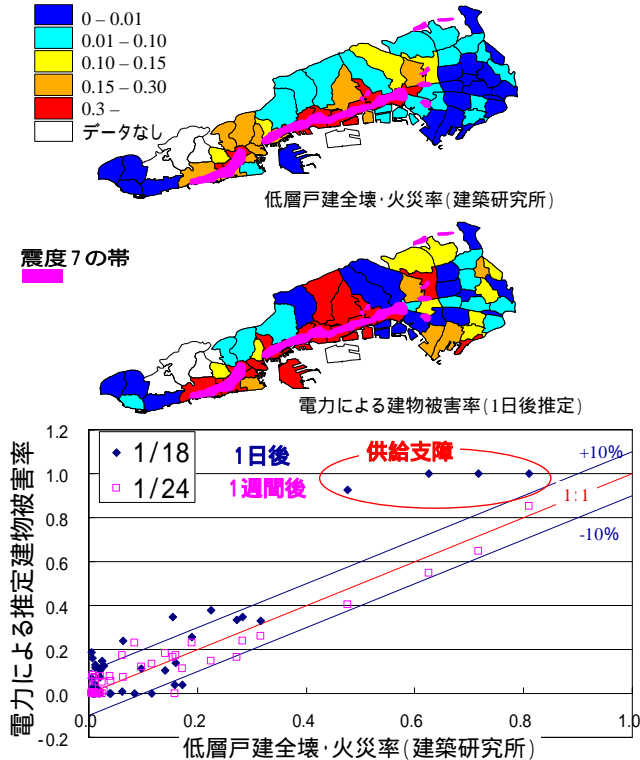 0 – 0.01
0.01 – 0.10
0.10 – 0.15
0.15 – 0.30
0.3 –
データなし
低層戸建全壊・火災率(建築研究所)
震度7の帯
電力による建物被害率(1日後推定)
1/18 1日後
1/24 1週間後
供給支障
+10%
1:1
-10%
電力による推定建物被害率
1.2
1.0
0.8
0.6
0.4
0.2
0.0
-0.2
0.0 0.2 0.4 0.6 0.8 1.0
低層戸建全壊・火災率(建築研究所)